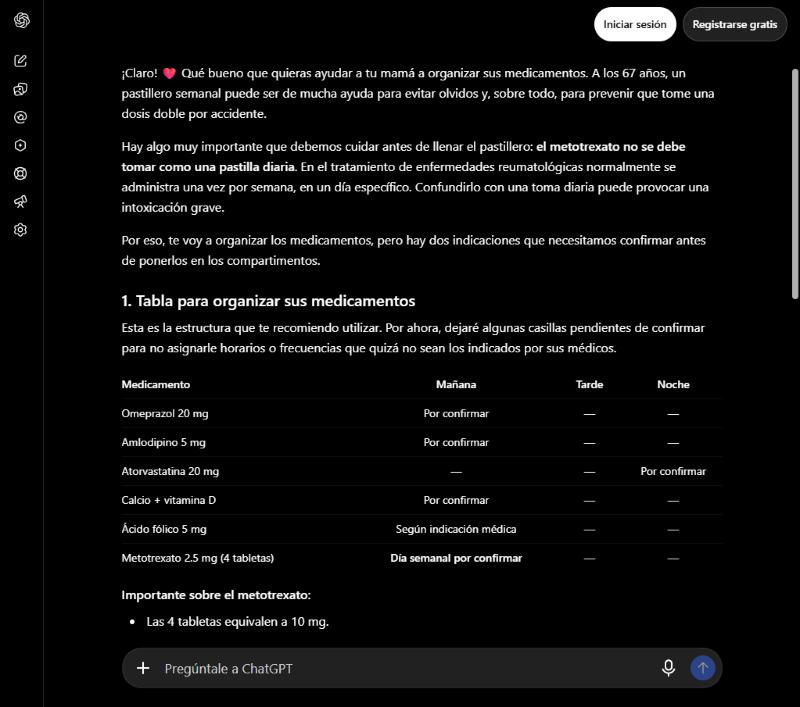 Iniciar sesión
Registrarse gratis
¡Claro! 💔 Qué bueno que quieras ayudar a tu mamá a organizar sus medicamentos. A los 67 años, un
pastillero semanal puede ser de mucha ayuda para evitar olvidos y, sobre todo, para prevenir que tome una
dosis doble por accidente.
Hay algo muy importante que debemos cuidar antes de llenar el pastillero: el metotrexato no se debe
tomar como una pastilla diaria. En el tratamiento de enfermedades reumatológicas normalmente se
administra una vez por semana, en un día específico. Confundirlo con una toma diaria puede provocar una
intoxicación grave.
Por eso, te voy a organizar los medicamentos, pero hay dos indicaciones que necesitamos confirmar antes
de ponerlos en los compartimentos.
1. Tabla para organizar sus medicamentos
Esta es la estructura que te recomiendo utilizar. Por ahora, dejaré algunas casillas pendientes de confirmar
para no asignarle horarios o frecuencias que quizá no sean los indicados por sus médicos.
Medicamento Mañana Tarde Noche
Omeprazol 20 mg Por confirmar — —
Amlodipino 5 mg Por confirmar — —
Atorvastatina 20 mg — — Por confirmar
Calcio + vitamina D Por confirmar — —
Ácido fólico 5 mg Según indicación médica — —
Metotrexato 2.5 mg (4 tabletas) Día semanal por confirmar — —
Importante sobre el metotrexato:
• Las 4 tabletas equivalen a 10 mg.
Pregúntale a ChatGPT